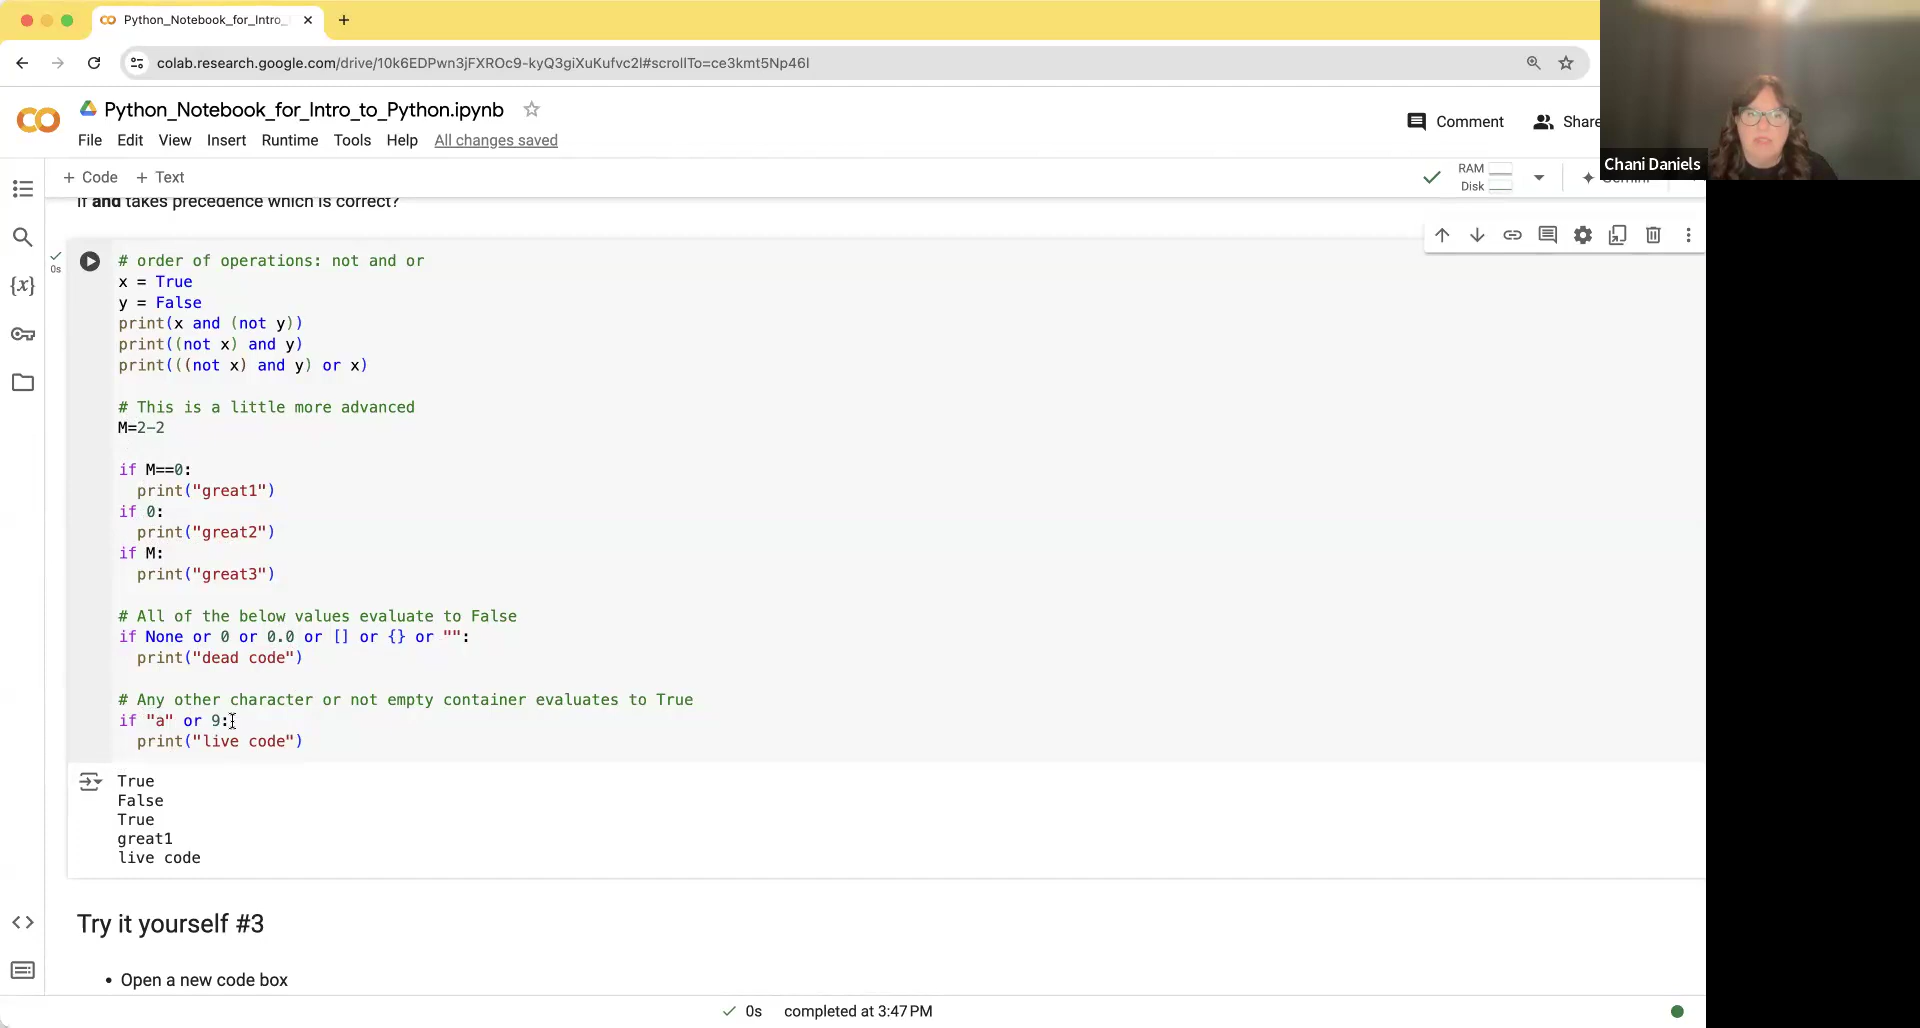 Python_Notebook_for_Intro_
colab.research.google.com/drive/10k6EDPwn3jFXROc9-kyQ3giXuKufvc2l#scrollTo=ce3kmt5Np46I
Python_Notebook_for_Intro_to_Python.ipynb
File Edit View Insert Runtime Tools Help All changes saved
Comment Share
Chani Daniels
+ Code + Text
RAM
Disk
Gemini
If and takes precedence which is correct?
0s
# order of operations: not and or
x = True
y = False
print(x and (not y))
print((not x) and y)
print(((not x) and y) or x)
# This is a little more advanced
M=2-2
if M==0:
print("great1")
if 0:
print("great2")
if M:
print("great3")
# All of the below values evaluate to False
if None or 0 or 0.0 or [] or {} or "":
print("dead code")
# Any other character or not empty container evaluates to True
if "a" or 9:
print("live code")
True
False
True
great1
live code
Try it yourself #3
• Open a new code box
0s completed at 3:47 PM